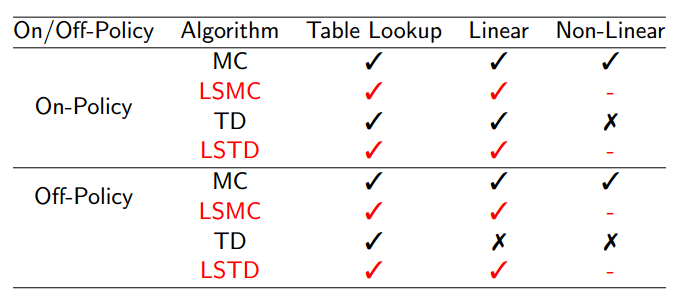 On/Off-Policy Algorithm Table Lookup Linear Non-Linear
MC ✓ ✓ ✓
LSMC ✓ ✓ -
On-Policy
TD ✓ ✓ ✗
LSTD ✓ ✓ -
MC ✓ ✓ ✓
Off-Policy
LSMC ✓ ✓ -
TD ✓ ✗ ✗
LSTD ✓ ✓ -